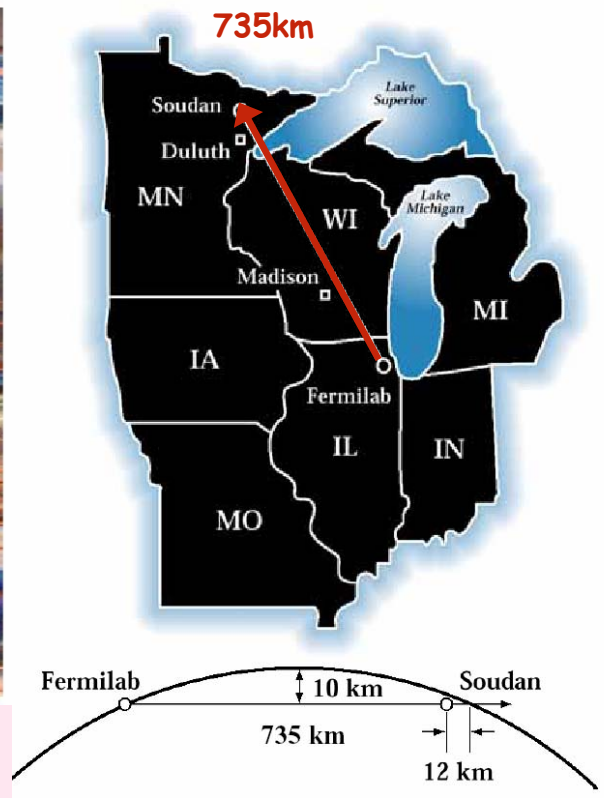 735km
Lake
Superior
Soudan
Duluth
MN
WI
Lake
Michigan
Madison
MI
IA
Fermilab
IL
IN
MO
Fermilab
10 km
Soudan
735 km
12 km